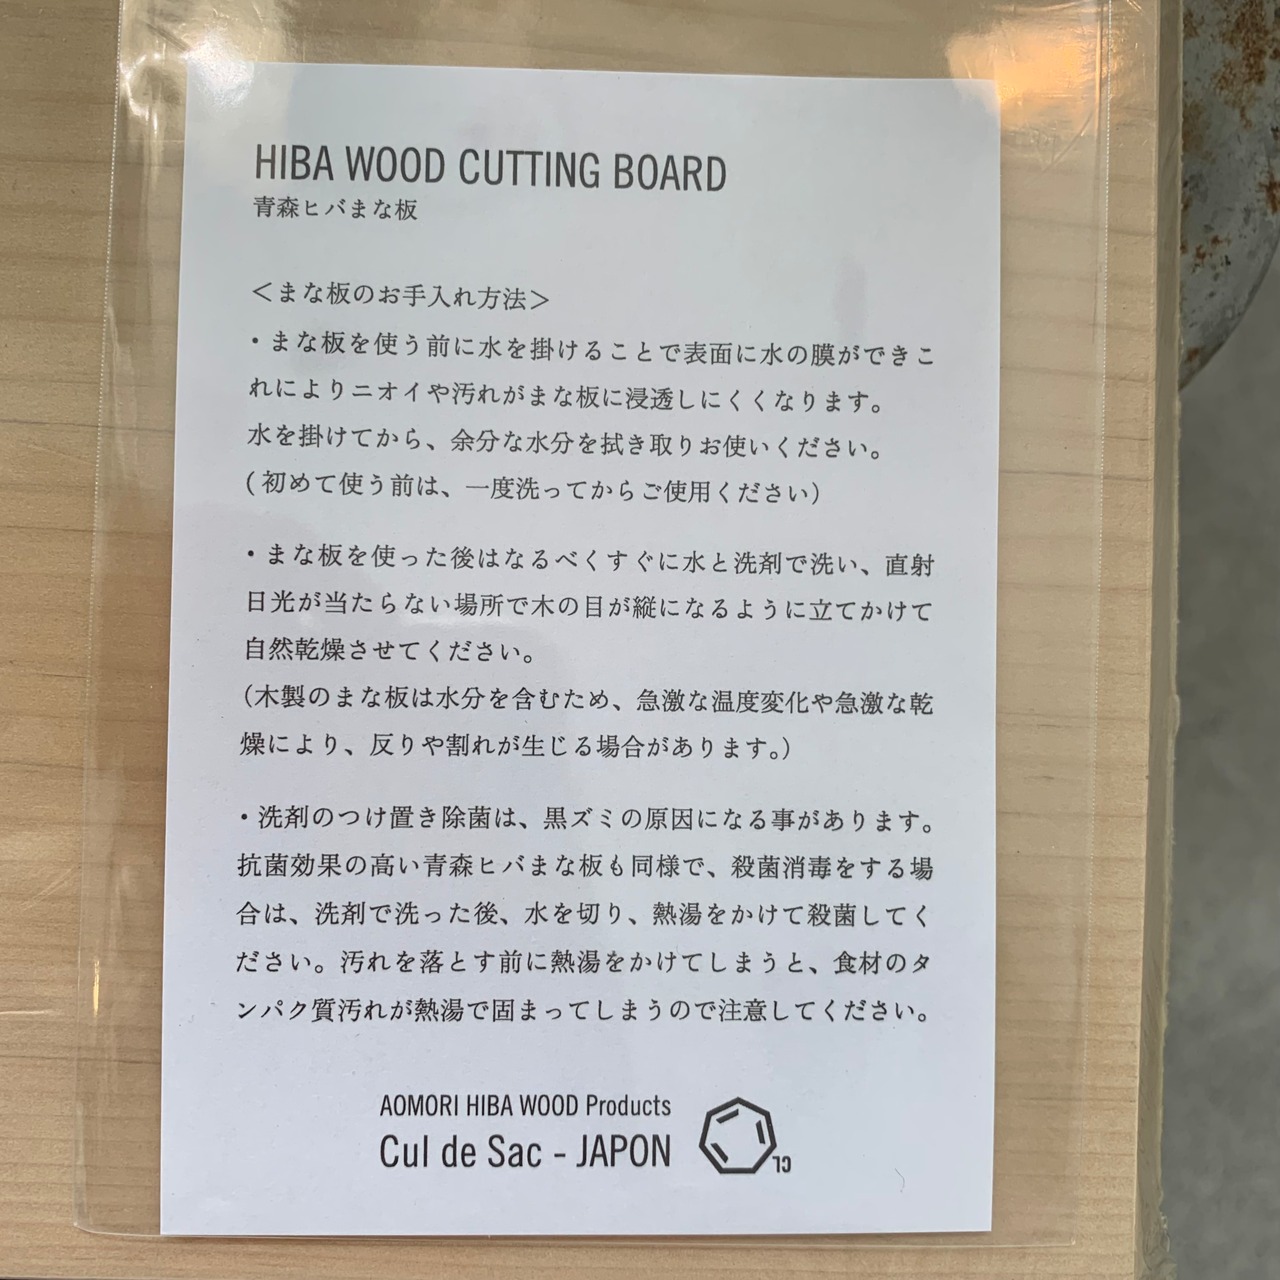 HIBA WOOD CUTTING BOARD
青森ヒバまな板
＜まな板のお手入れ方法＞
・まな板を使う前に水を掛けることで表面に水の膜ができこ
れによりニオイや汚れがまな板に浸透しにくくなります。
水を掛けてから、余分な水分を拭き取りお使いください。
(初めて使う前は、一度洗ってからご使用ください)
・まな板を使った後はなるべくすぐに水と洗剤で洗い、直射
日光が当たらない場所で木の目が縦になるように立てかけて
自然乾燥させてください。
(木製のまな板は水分を含むため、急激な温度変化や急激な乾
燥により、反りや割れが生じる場合があります。)
・洗剤のつけ置き除菌は、黒ズミの原因になる事があります。
抗菌効果の高い青森ヒバまな板も同様で、殺菌消毒をする場
合は、洗剤で洗った後、水を切り、熱湯をかけて殺菌してく
ださい。汚れを落とす前に熱湯をかけてしまうと、食材のタ
ンパク質汚れが熱湯で固まってしまうので注意してください。
AOMORI HIBA WOOD Products
Cul de Sac - JAPON